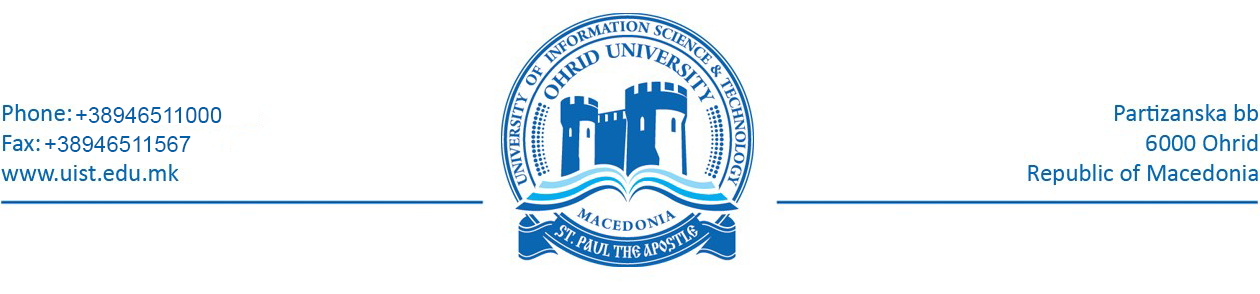 Phone: +38946511000
Fax: +38946511567
www.uist.edu.mk
UNIVERSITY OF INFORMATION SCIENCE & TECHNOLOGY
OHRID UNIVERSITY
MACEDONIA
ST. PAUL THE APOSTLE
Partizanska bb
6000 Ohrid
Republic of Macedonia